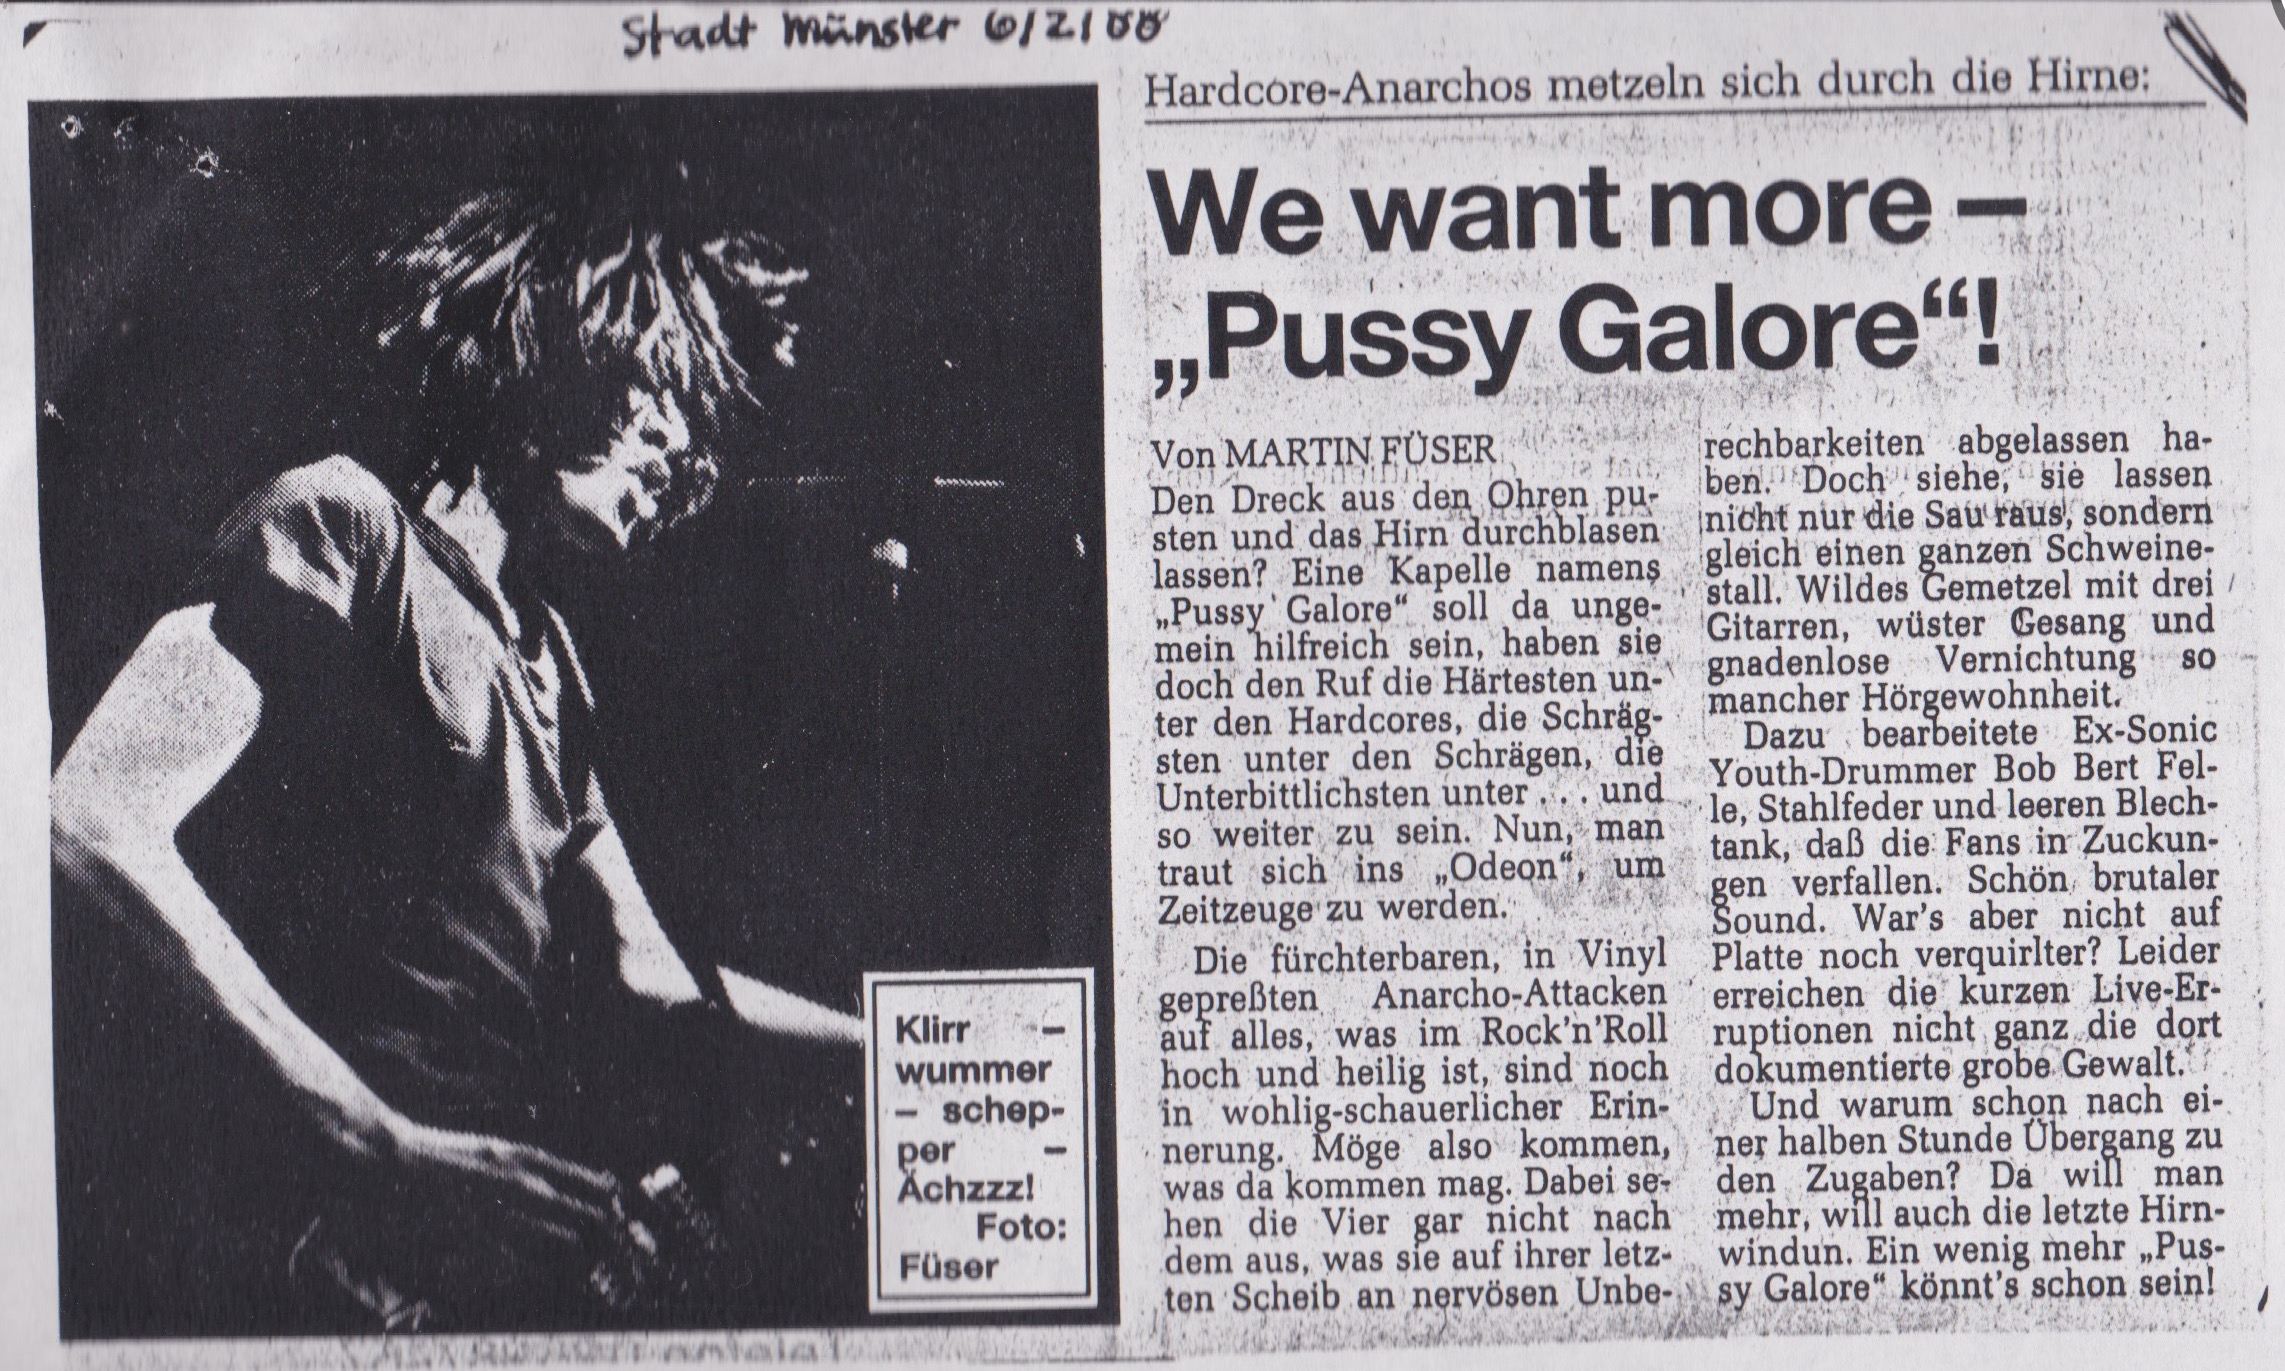 Stadt Münster 6/2/88
Hardcore-Anarchos metzeln sich durch die Hirne:
We want more –
„Pussy Galore“!
Von MARTIN FÜSER
Den Dreck aus den Ohren pu-
sten und das Hirn durchblasen
lassen? Eine Kapelle namens
„Pussy Galore“ soll da unge-
mein hilfreich sein, haben sie
doch den Ruf die Härtesten un-
ter den Hardcores, die Schräg-
sten unter den Schrägen, die
Unterbittlichsten unter . . . und
so weiter zu sein. Nun, man
traut sich ins „Odeon“, um
Zeitzeuge zu werden.
Die fürchterbaren, in Vinyl
gepreßten Anarcho-Attacken
auf alles, was im Rock’n’Roll
hoch und heilig ist, sind noch
in wohlig-schauerlicher Erin-
nerung. Möge also kommen,
was da kommen mag. Dabei se-
hen die Vier gar nicht nach
dem aus, was sie auf ihrer letz-
ten Scheib an nervösen Unbe-
rechbarkeiten abgelassen ha-
ben. Doch siehe, sie lassen
nicht nur die Sau raus, sondern
gleich einen ganzen Schweine-
stall. Wildes Gemetzel mit drei
Gitarren, wüster Gesang und
gnadenlose Vernichtung so
mancher Hörgewohnheit.
Dazu bearbeitete Ex-Sonic
Youth-Drummer Bob Bert Fel-
le, Stahlfeder und leeren Blech-
tank, daß die Fans in Zuckun-
gen verfallen. Schön brutaler
Sound. War’s aber nicht auf
Platte noch verquirlter? Leider
erreichen die kurzen Live-Er-
ruptionen nicht ganz die dort
dokumentierte grobe Gewalt.
Und warum schon nach ei-
ner halben Stunde Übergang zu
den Zugaben? Da will man
mehr, will auch die letzte Hirn-
windun. Ein wenig mehr „Pus-
sy Galore“ könnt’s schon sein!
Klirr –
wummer
– schep-
per –
Ächzzz!
Foto:
Füser